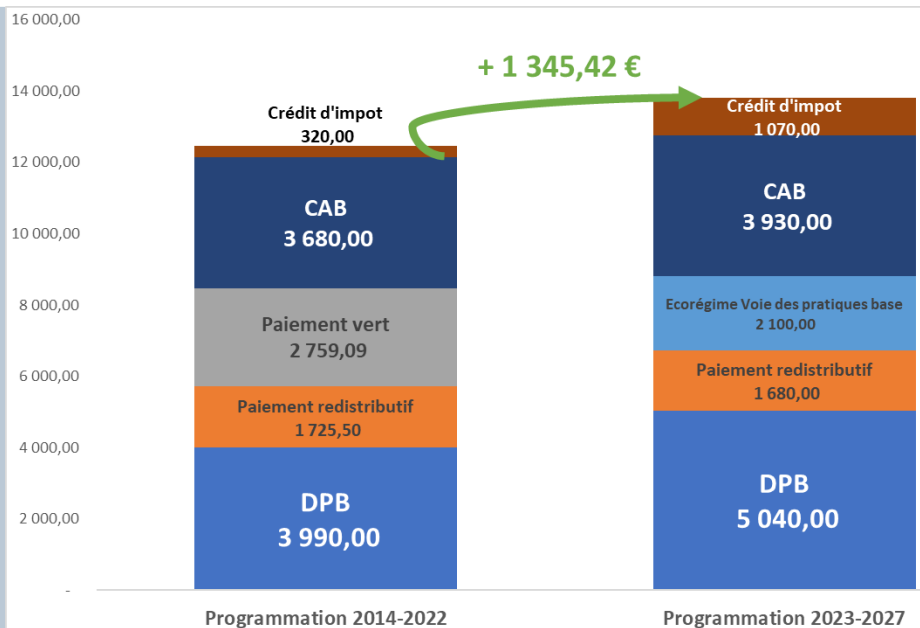 16 000,00
14 000,00
12 000,00
10 000,00
8 000,00
6 000,00
4 000,00
2 000,00
-
+ 1 345,42 €
Crédit d'impot
320,00
CAB
3 680,00
Paiement vert
2 759,09
Paiement redistributif
1 725,50
DPB
3 990,00
Programmation 2014-2022
Crédit d'impot
1 070,00
CAB
3 930,00
Ecorégime Voie des pratiques base
2 100,00
Paiement redistributif
1 680,00
DPB
5 040,00
Programmation 2023-2027